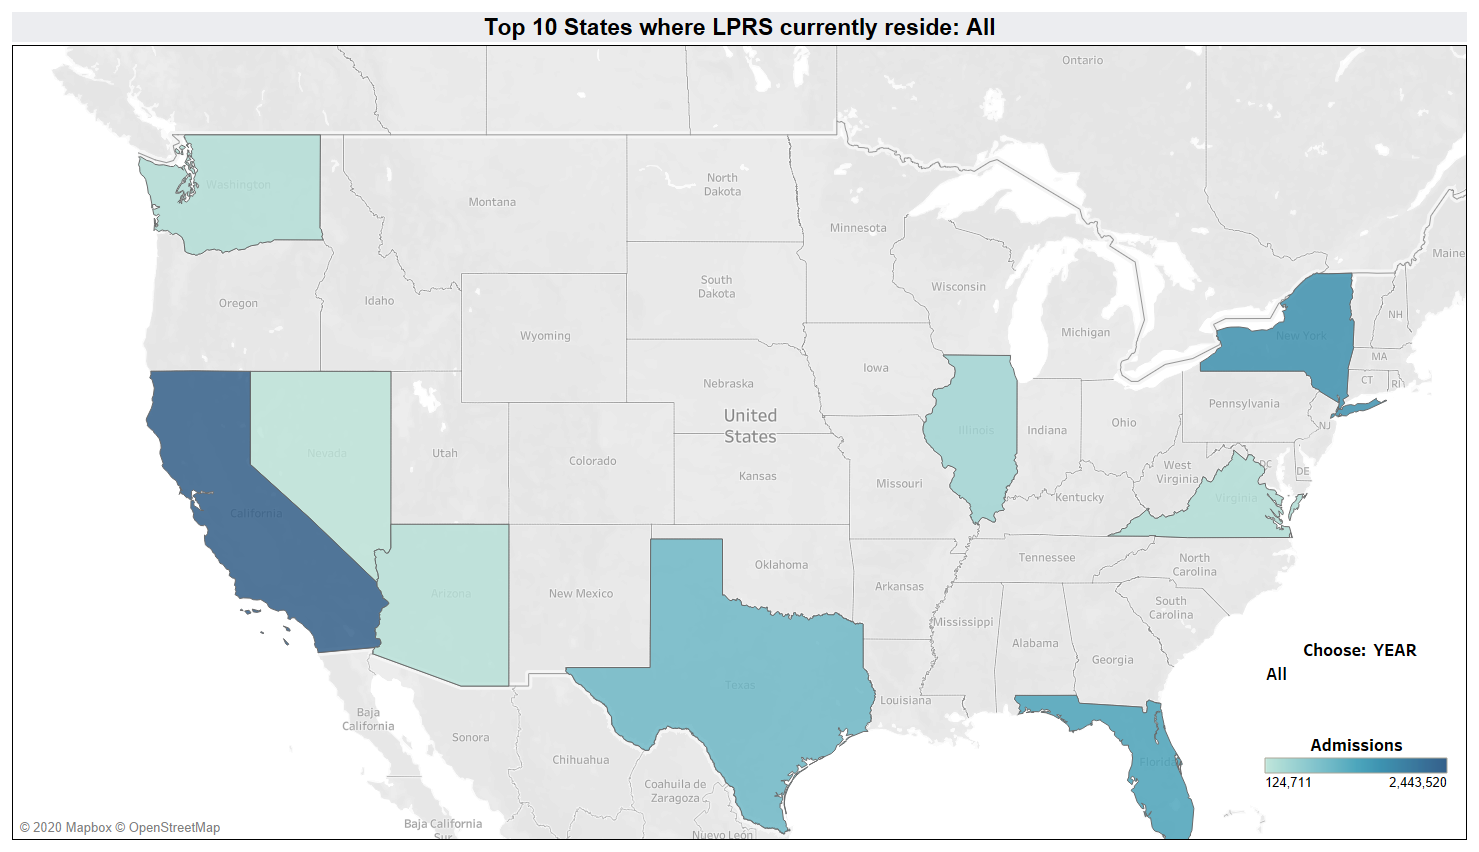 Top 10 States where LPRS currently reside: All
Ontario
Washington
Montana
North
Dakota
Minnesota
Maine
Oregon
Idaho
South
Dakota
Wisconsin
Michigan
NH
New York
Wyoming
Iowa
MA
CT
RI
Nebraska
United
States
Pennsylvania
NJ
Nevada
Utah
Colorado
Kansas
Illinois
Indiana
Ohio
West
Virginia
DC
DE
California
Missouri
Kentucky
Virginia
Arizona
New Mexico
Oklahoma
Arkansas
Tennessee
North
Carolina
South
Carolina
Mississippi
Alabama
Georgia
Choose: YEAR
All
Texas
Louisiana
Baja
California
Sonora
Chihuahua
Coahuila de
Zaragoza
Florida
Admissions
124,711
2,443,520
© 2020 Mapbox © OpenStreetMap
Baja California
Sur
Nuevo León